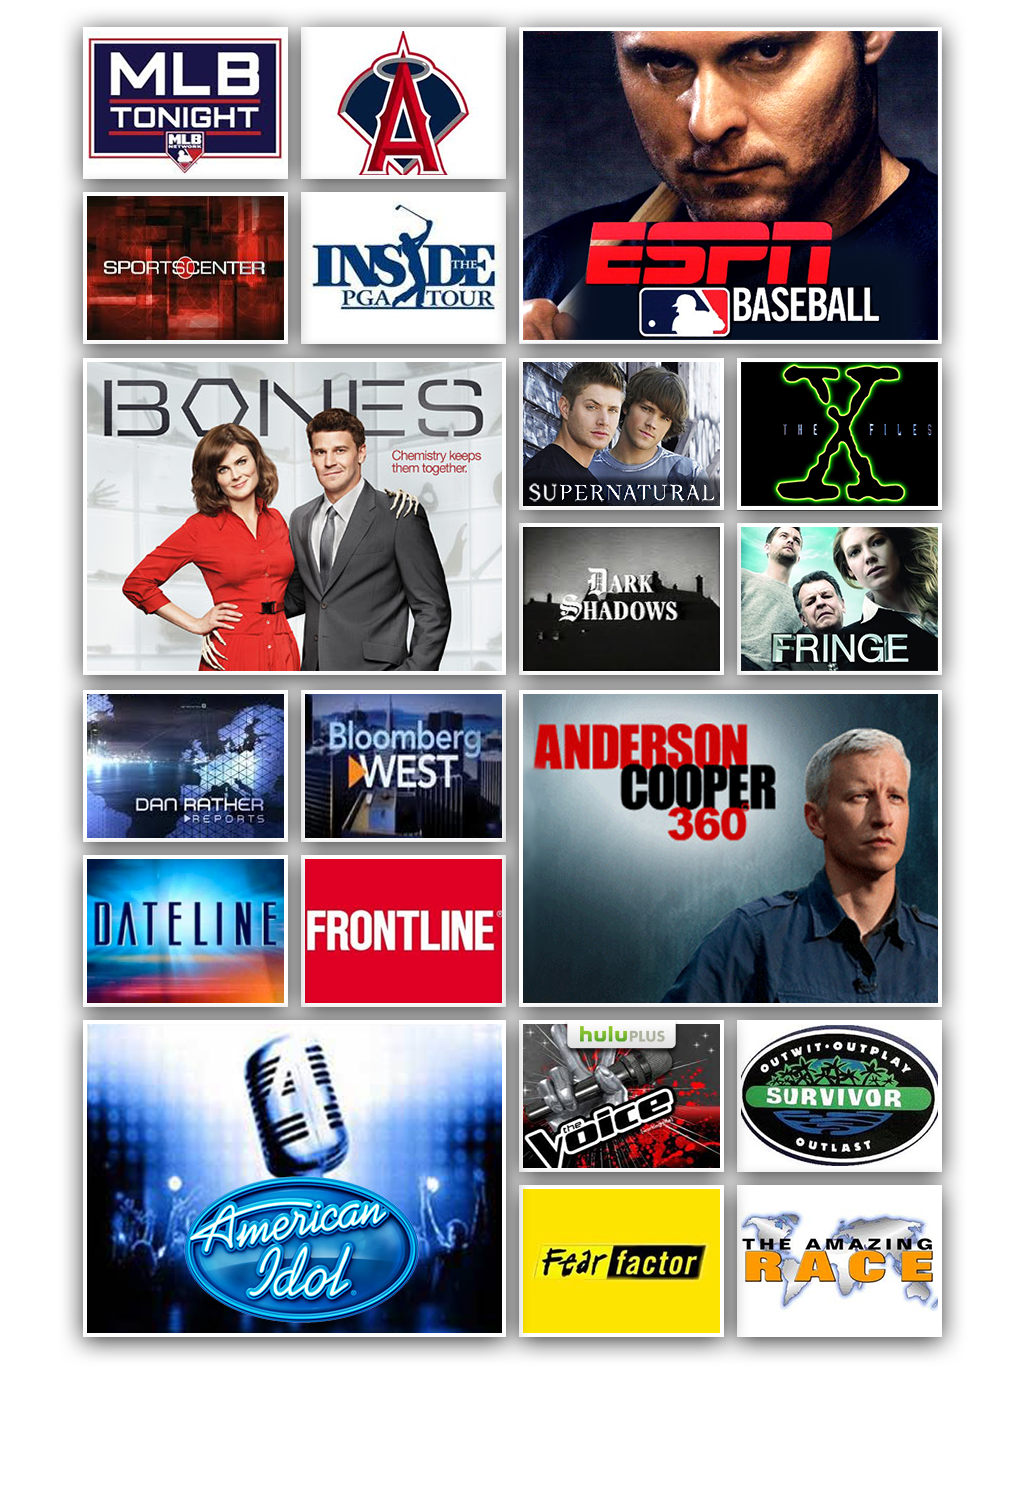 MLB
TONIGHT
MLB
NETWORK
A
ESPN
BASEBALL
SPORTSCENTER
INSIDE
THE
PGA TOUR
BONES
Chemistry keeps
them together.
SUPERNATURAL
THE X FILES
DARK
SHADOWS
FRINGE
DAN RATHER
REPORTS
Bloomberg
WEST
ANDERSON
COOPER
360°
DATELINE
FRONTLINE®
American
Idol
huluPLUS
the
Voice
OUTWIT·OUTPLAY
SURVIVOR
OUTLAST
Fear factor
THE AMAZING
RACE